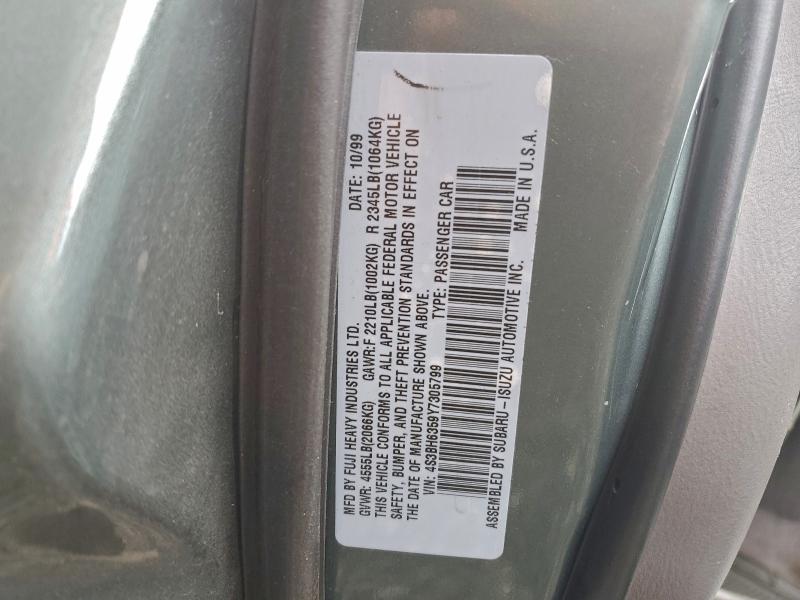 MFD BY FUJI HEAVY INDUSTRIES LTD. DATE: 10/99
GVWR: 4555LB(2066KG) GAWR:F 2210LB(1002KG) R 2345LB(1064KG)
THIS VEHICLE CONFORMS TO ALL APPLICABLE FEDERAL MOTOR VEHICLE
SAFETY, BUMPER, AND THEFT PREVENTION STANDARDS IN EFFECT ON
THE DATE OF MANUFACTURE SHOWN ABOVE.
VIN: 4S3BH6359Y7305799 TYPE: PASSENGER CAR
ASSEMBLED BY SUBARU-ISUZU AUTOMOTIVE INC. MADE IN U.S.A.